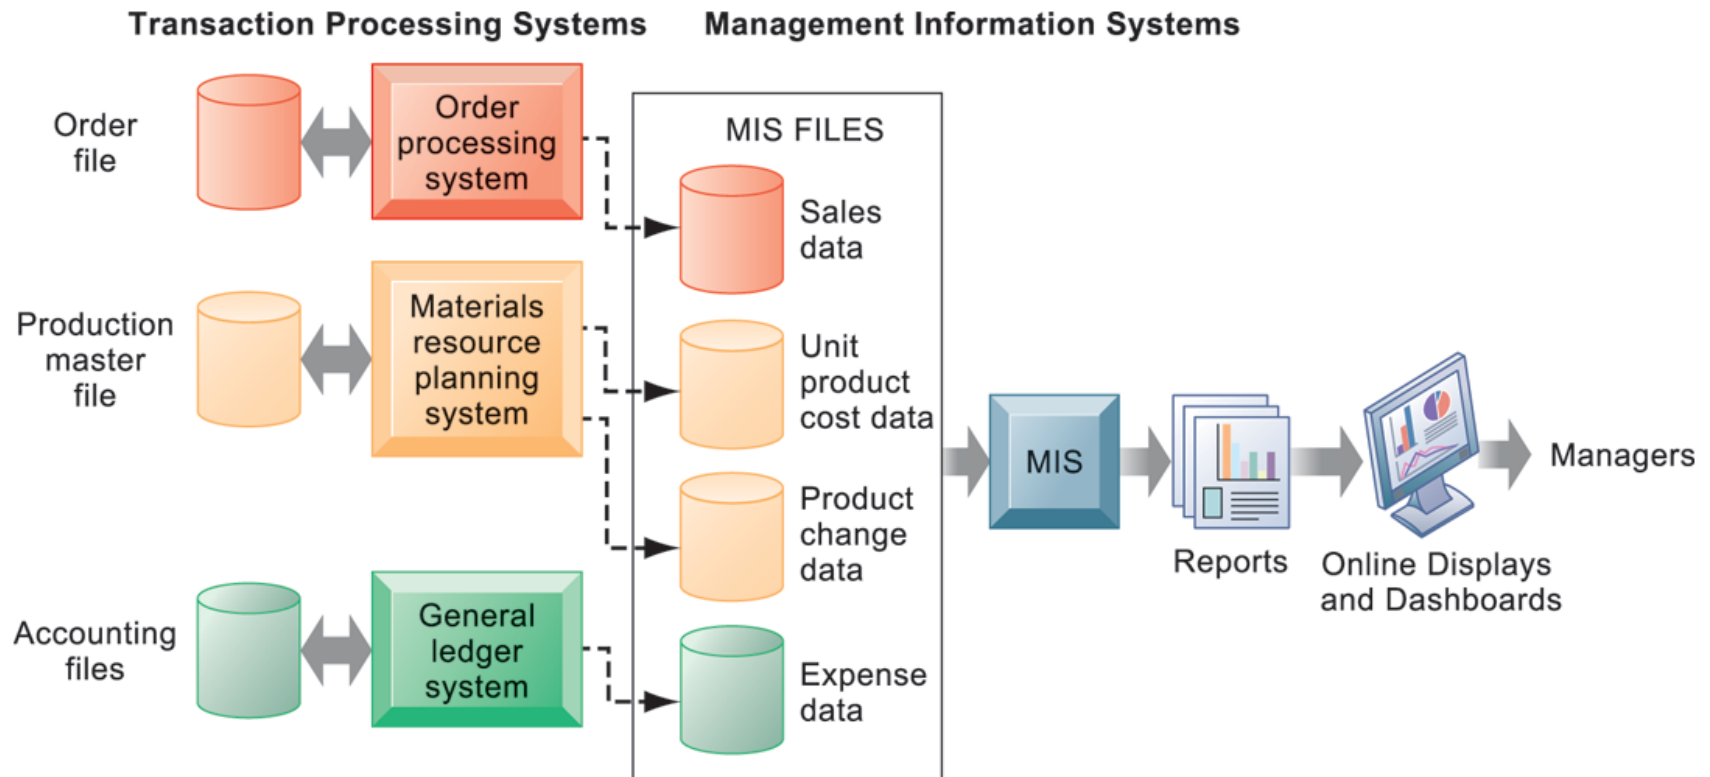 Transaction Processing Systems
Management Information Systems
Order
file
Order
processing
system
MIS FILES
Sales
data
Production
master
file
Materials
resource
planning
system
Unit
product
cost data
Product
change
data
MIS
Reports
Online Displays
and Dashboards
Managers
Accounting
files
General
ledger
system
Expense
data